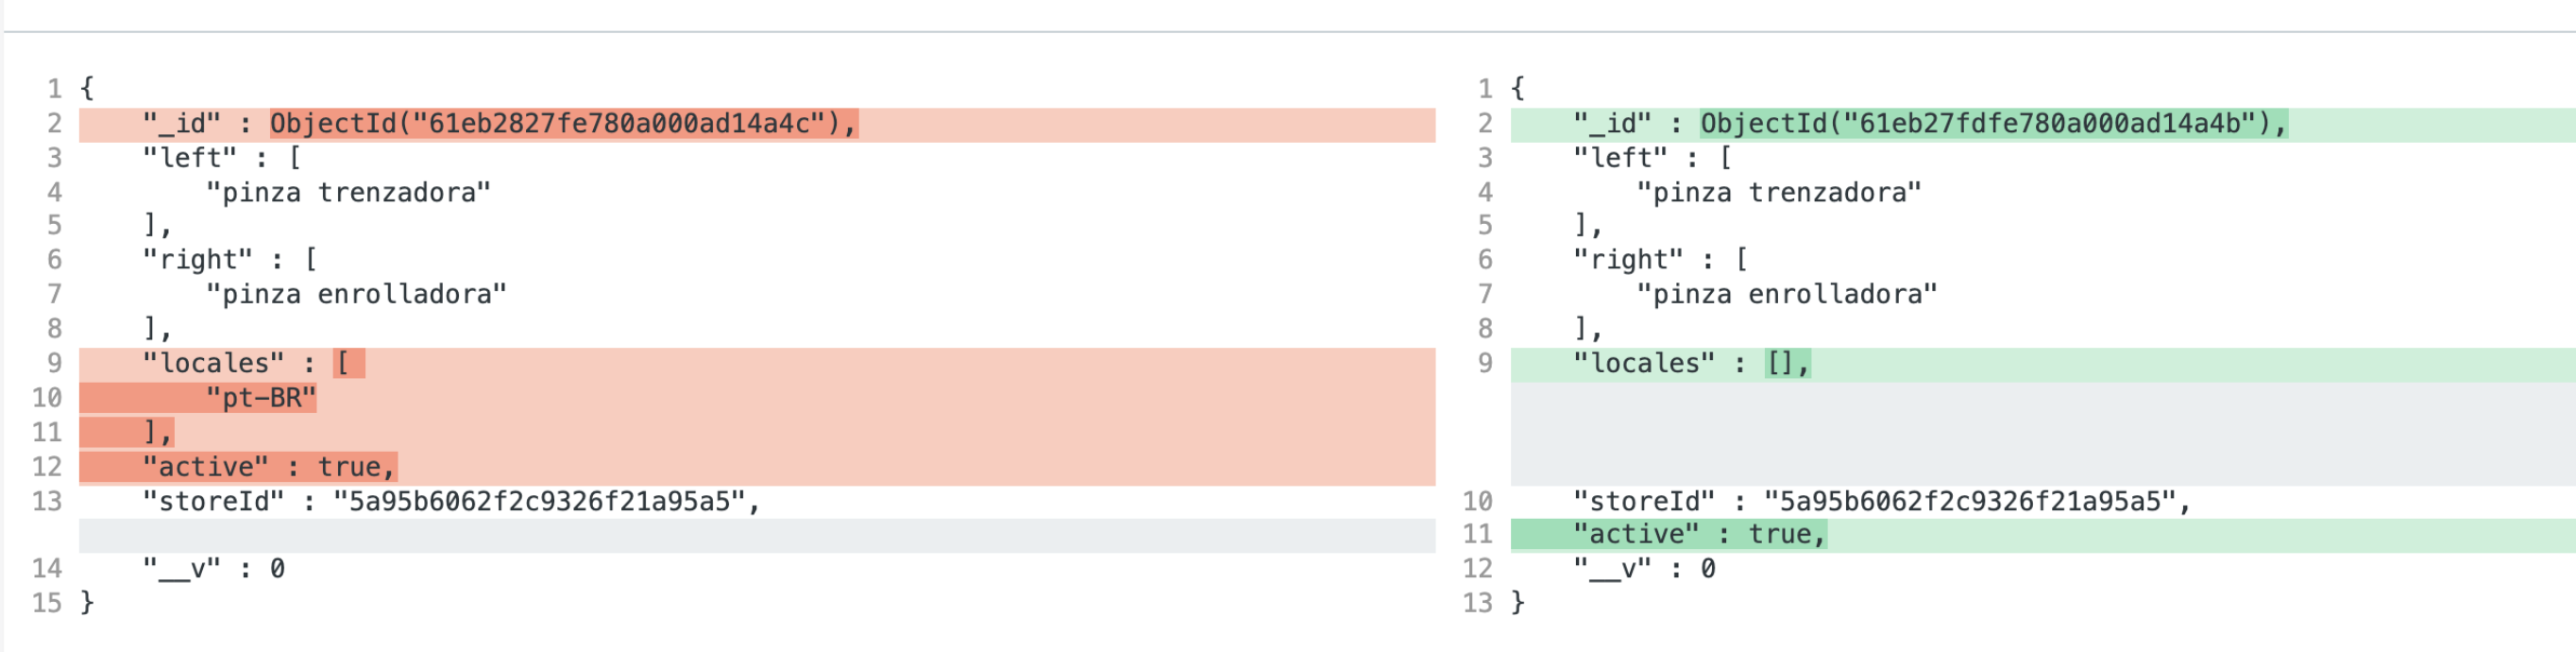 1 {
2     "_id" : ObjectId("61eb2827fe780a000ad14a4c"),
3     "left" : [
4         "pinza trenzadora"
5     ],
6     "right" : [
7         "pinza enrolladora"
8     ],
9     "locales" : [
10         "pt-BR"
11     ],
12     "active" : true,
13     "storeId" : "5a95b6062f2c9326f21a95a5",
14     "__v" : 0
15 }
1 {
2     "_id" : ObjectId("61eb27fdfe780a000ad14a4b"),
3     "left" : [
4         "pinza trenzadora"
5     ],
6     "right" : [
7         "pinza enrolladora"
8     ],
9     "locales" : [],
10     "storeId" : "5a95b6062f2c9326f21a95a5",
11     "active" : true,
12     "__v" : 0
13 }